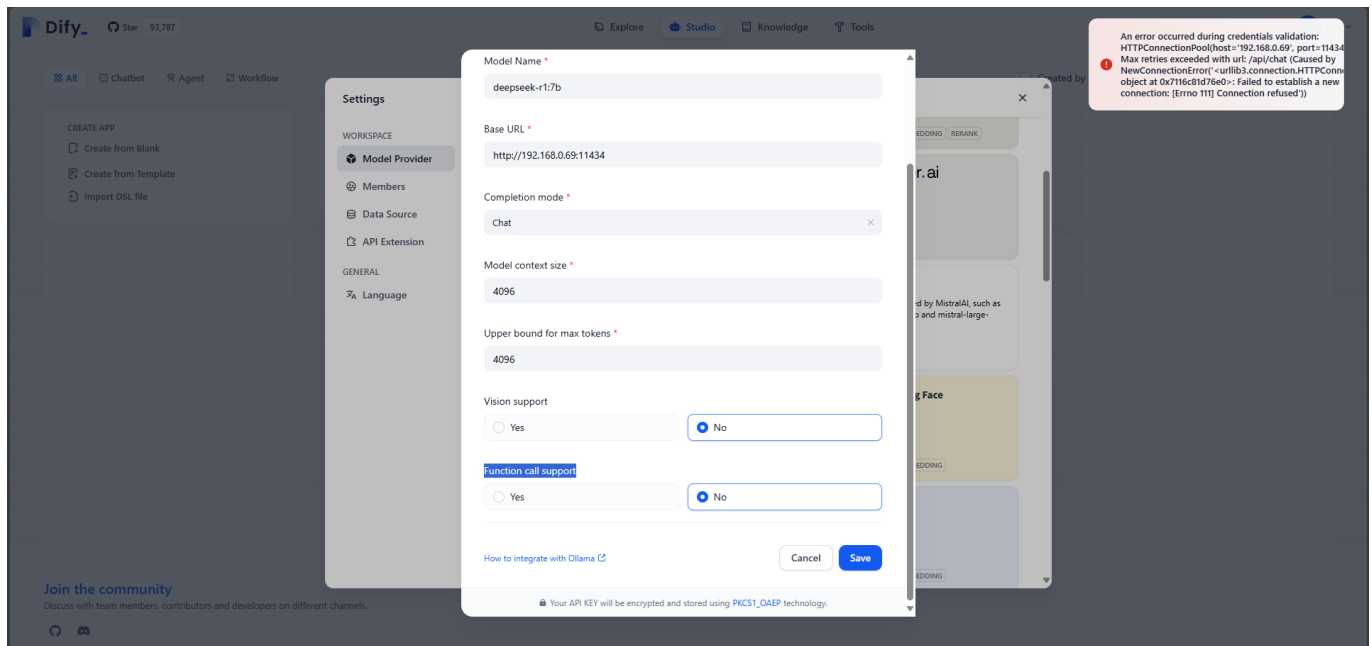 Dify_
Star 93,787
Explore
Studio
Knowledge
Tools
An error occurred during credentials validation:
HTTPConnectionPool(host='192.168.0.69', port=11434
Max retries exceeded with url: /api/chat (Caused by
NewConnectionError('<urllib3.connection.HTTPConn
object at 0x7116c81d76e0>: Failed to establish a new
connection: [Errno 111] Connection refused'))
All
Chatbot
Agent
Workflow
Created by
CREATE APP
Create from Blank
Create from Template
Import DSL file
Settings
WORKSPACE
Model Provider
Members
Data Source
API Extension
GENERAL
Language
Model Name *
deepseek-r1:7b
Base URL *
http://192.168.0.69:11434
Completion mode *
Chat
Model context size *
4096
Upper bound for max tokens *
4096
Vision support
Yes
No
Function call support
Yes
No
How to integrate with Ollama
Cancel
Save
Your API KEY will be encrypted and stored using PKCS1_OAEP technology.
EDDING RERANK
r.ai
ed by MistralAI, such as
and mistral-large-
g Face
EDDING
EDDING
Join the community
Discuss with team members, contributors and developers on different channels.